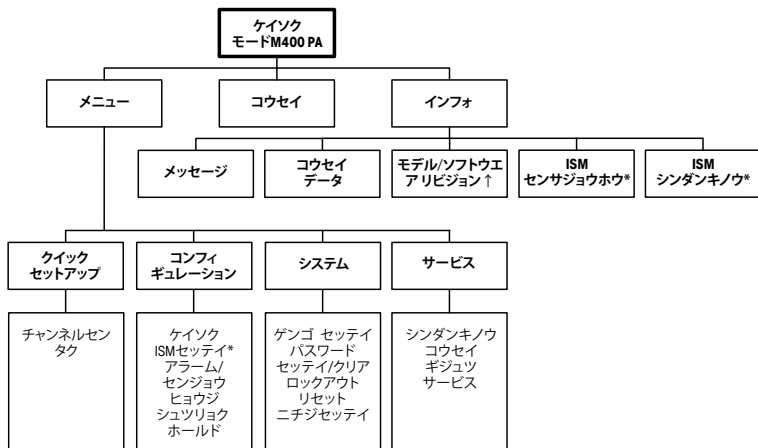 ケイソク
モードM400 PA
メニュー
コウセイ
インフォ
メッセージ
コウセイ
データ
モデル/ソフトウエ
アリビジョン↑
ISM
センサジョウホウ*
ISM
シンダンキノウ*
クイック
セットアップ
コンフィ
ギュレーション
システム
サービス
チャンネルセン
タク
ケイソク
ISMセッテイ*
アラーム/
センジョウ
ヒョウジ
シュツリョク
ホールド
ゲンゴ セッテイ
パスワード
セッテイ/クリア
ロックアウト
リセット
ニチジセッテイ
シンダンキノウ
コウセイ
ギジュツ
サービス